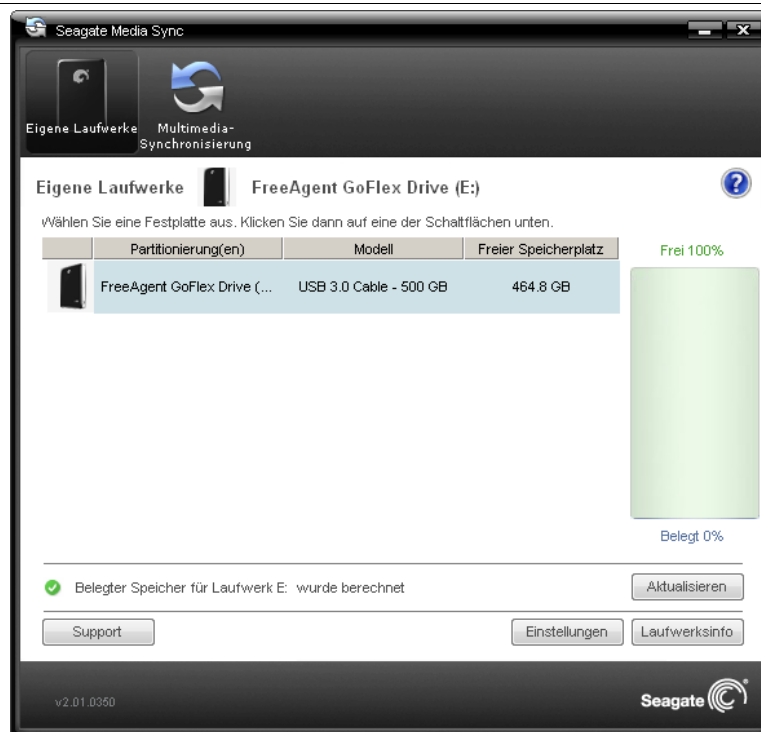 Seagate Media Sync
Eigene Laufwerke
Multimedia-
Synchronisierung
Eigene Laufwerke FreeAgent GoFlex Drive (E:)
Wählen Sie eine Festplatte aus. Klicken Sie dann auf eine der Schaltflächen unten.
Partitionierung(en) Modell Freier Speicherplatz
Frei 100%
FreeAgent GoFlex Drive (... USB 3.0 Cable - 500 GB 464.8 GB
Belegt 0%
Belegter Speicher für Laufwerk E: wurde berechnet
Aktualisieren
Support Einstellungen Laufwerksinfo
v2.01.0350
Seagate